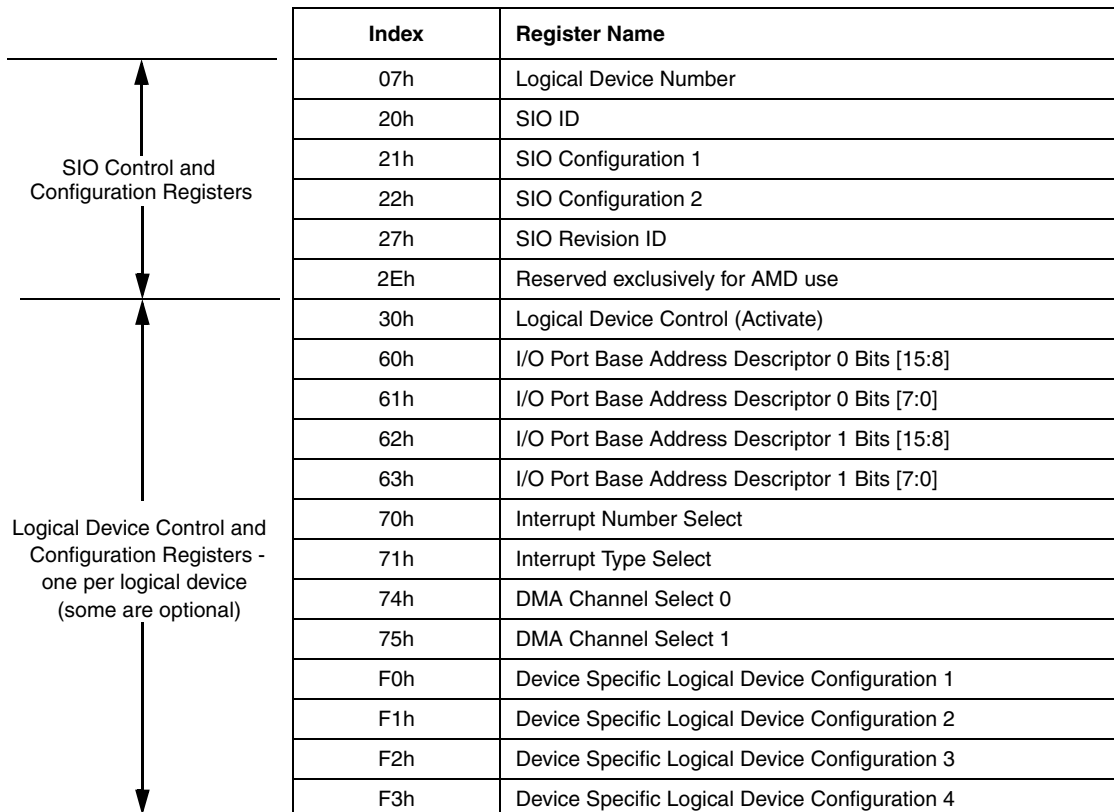 Index Register Name
07h Logical Device Number
20h SIO ID
21h SIO Configuration 1
22h SIO Configuration 2
27h SIO Revision ID
2Eh Reserved exclusively for AMD use
SIO Control and
Configuration Registers
30h Logical Device Control (Activate)
60h I/O Port Base Address Descriptor 0 Bits [15:8]
61h I/O Port Base Address Descriptor 0 Bits [7:0]
62h I/O Port Base Address Descriptor 1 Bits [15:8]
63h I/O Port Base Address Descriptor 1 Bits [7:0]
70h Interrupt Number Select
71h Interrupt Type Select
74h DMA Channel Select 0
75h DMA Channel Select 1
F0h Device Specific Logical Device Configuration 1
F1h Device Specific Logical Device Configuration 2
F2h Device Specific Logical Device Configuration 3
F3h Device Specific Logical Device Configuration 4
Logical Device Control and
Configuration Registers -
one per logical device
(some are optional)